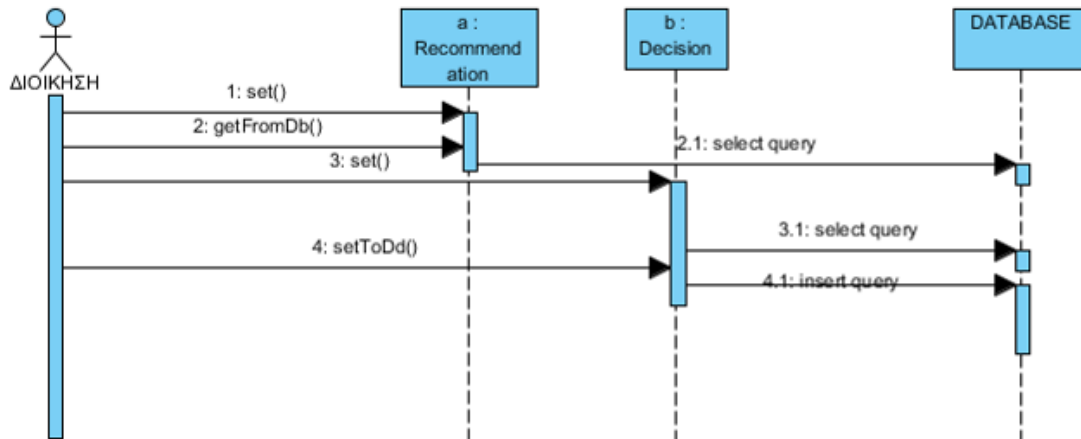 a :
Recommend
ation
b :
Decision
DATABASE
ΔΙΟΙΚΗΣΗ
1: set()
2: getFromDb()
2.1: select query
3: set()
3.1: select query
4: setToDd()
4.1: insert query